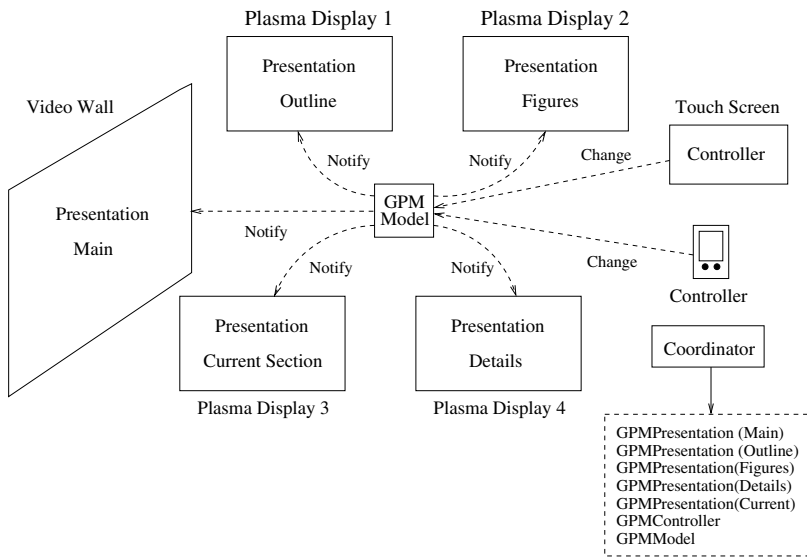 Plasma Display 1
Plasma Display 2
Presentation
Outline
Presentation
Figures
Video Wall
Touch Screen
Notify
Notify
Change
Controller
GPM
Model
Presentation
Main
Notify
Notify
Notify
Change
Controller
Presentation
Current Section
Presentation
Details
Coordinator
Plasma Display 3
Plasma Display 4
GPMPresentation (Main)
GPMPresentation (Outline)
GPMPresentation(Figures)
GPMPresentation(Details)
GPMPresentation(Current)
GPMController
GPMModel